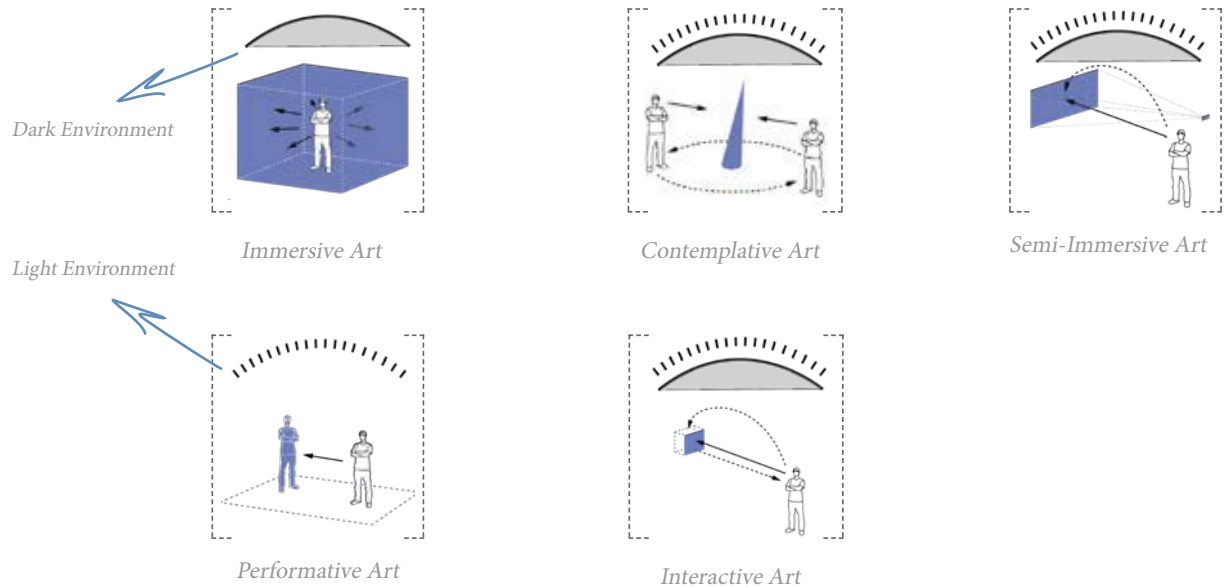 Dark Environment
Immersive Art
Contemplative Art
Semi-Immersive Art
Light Environment
Performative Art
Interactive Art